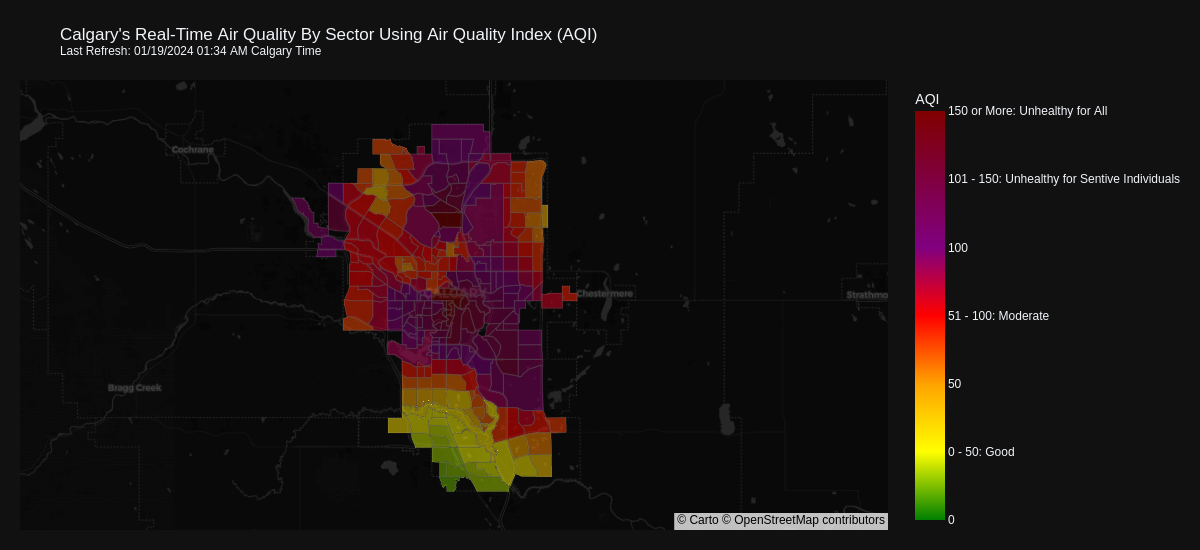 Calgary's Real-Time Air Quality By Sector Using Air Quality Index (AQI)
Last Refresh: 01/19/2024 01:34 AM Calgary Time
AQI
150 or More: Unhealthy for All
Cochrane
101 - 150: Unhealthy for Sentive Individuals
100
CALGARY
Chestermere
Strathmo
51 - 100: Moderate
Bragg Creek
50
0 - 50: Good
© Carto © OpenStreetMap contributors
0